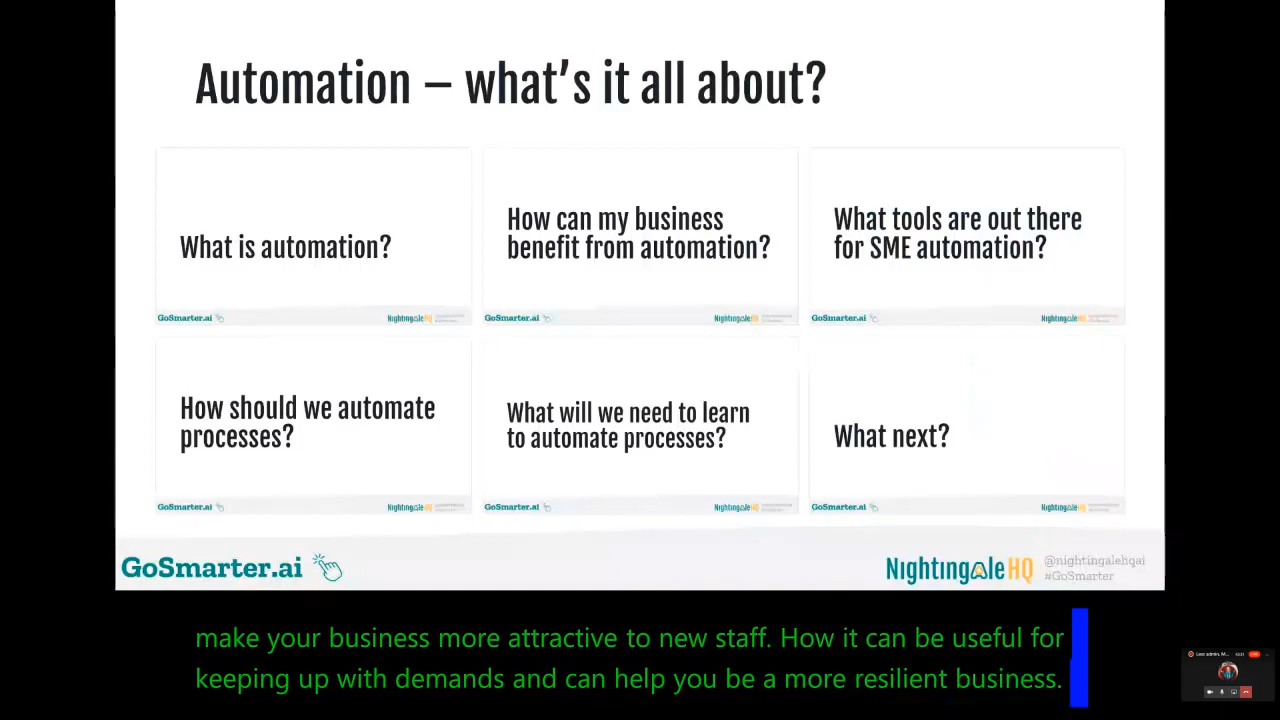 Automation – what's it all about?
What is automation?
GoSmarter.ai
NightingaleHQ
How can my business
benefit from automation?
GoSmarter.ai
NightingaleHQ
What tools are out there
for SME automation?
GoSmarter.ai
NightingaleHQ
How should we automate
processes?
GoSmarter.ai
NightingaleHQ
What will we need to learn
to automate processes?
GoSmarter.ai
NightingaleHQ
What next?
GoSmarter.ai
NightingaleHQ
GoSmarter.ai
NightingaleHQ
@nightingalehqai
#GoSmarter
make your business more attractive to new staff. How it can be useful for
keeping up with demands and can help you be a more resilient business.